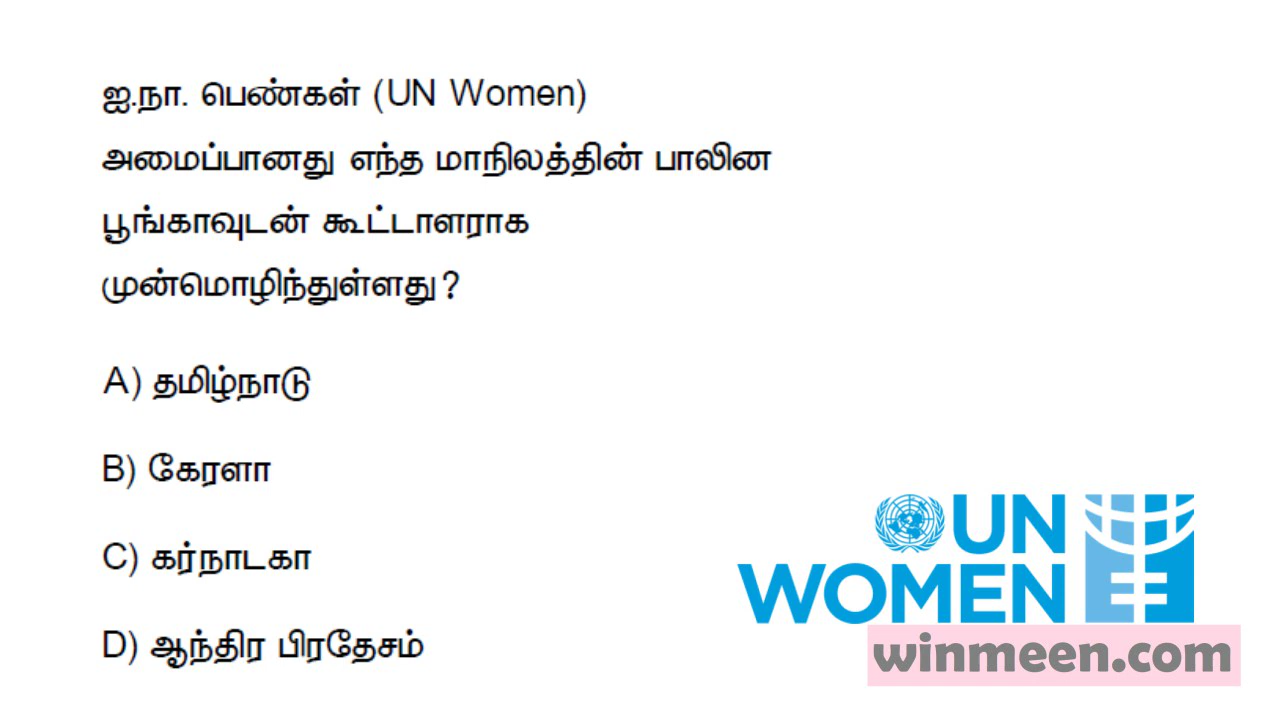 ஐ.நா. பெண்கள் (UN Women)
அமைப்பானது எந்த மாநிலத்தின் பாலின
பூங்காவுடன் கூட்டாளராக
முன்மொழிந்துள்ளது?
A) தமிழ்நாடு
B) கேரளா
C) கர்நாடகா
D) ஆந்திர பிரதேசம்
UN
WOMEN
winmeen.com